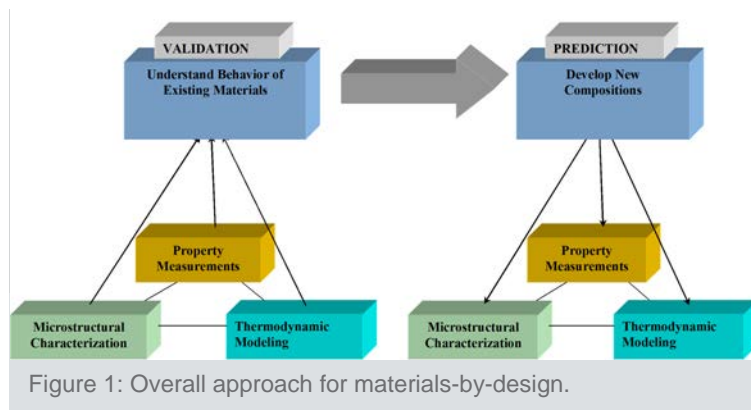 VALIDATION
Understand Behavior of
Existing Materials
PREDICTION
Develop New
Compositions
Property
Measurements
Microstructural
Characterization
Thermodynamic
Modeling
Property
Measurements
Microstructural
Characterization
Thermodynamic
Modeling
Figure 1: Overall approach for materials-by-design.